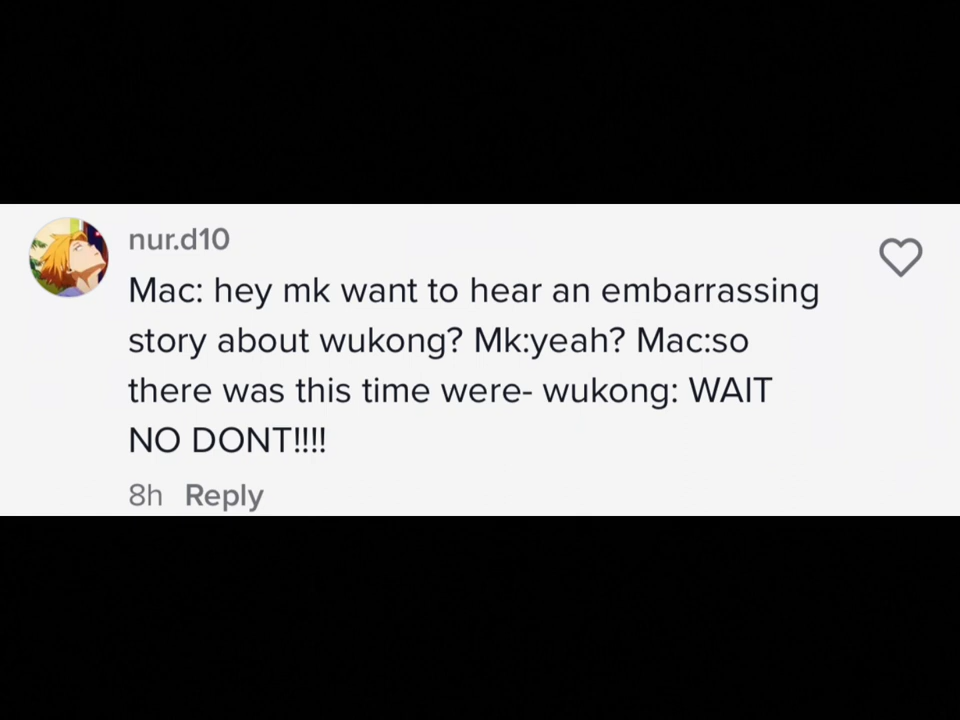 nur.d10
Mac: hey mk want to hear an embarrassing
story about wukong? Mk:yeah? Mac:so
there was this time were- wukong: WAIT
NO DONT!!!!
8h Reply